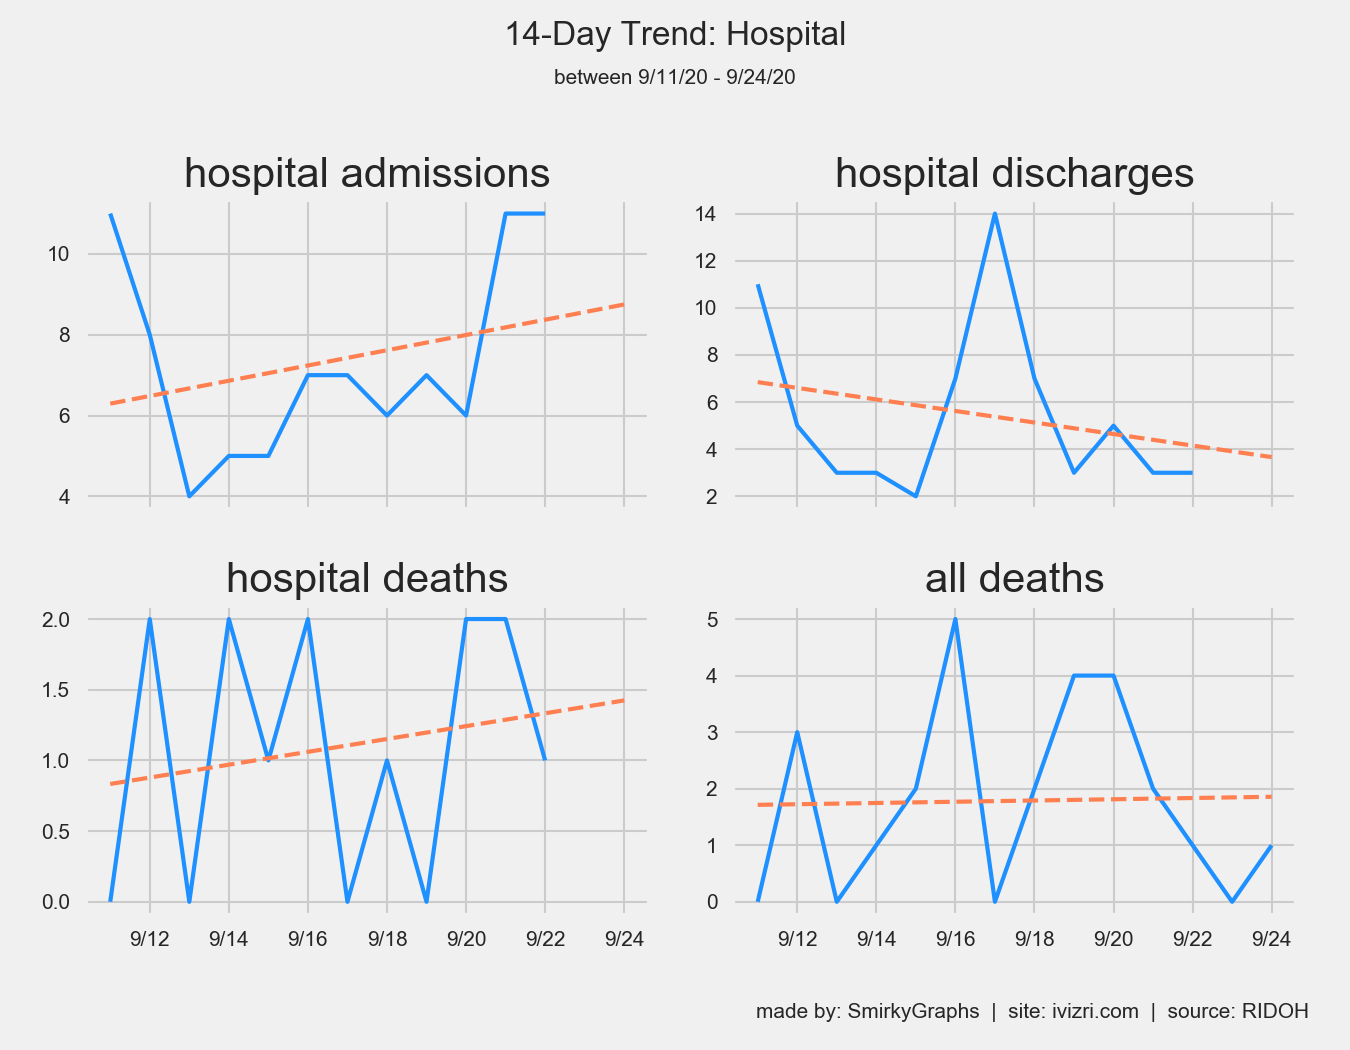 14-Day Trend: Hospital
between 9/11/20 - 9/24/20
hospital admissions
10
8
6
4
hospital discharges
14
12
10
8
6
4
2
hospital deaths
2.0
1.5
1.0
0.5
0.0
9/12 9/14 9/16 9/18 9/20 9/22 9/24
all deaths
5
4
3
2
1
0
9/12 9/14 9/16 9/18 9/20 9/22 9/24
made by: SmirkyGraphs | site: ivizri.com | source: RIDOH